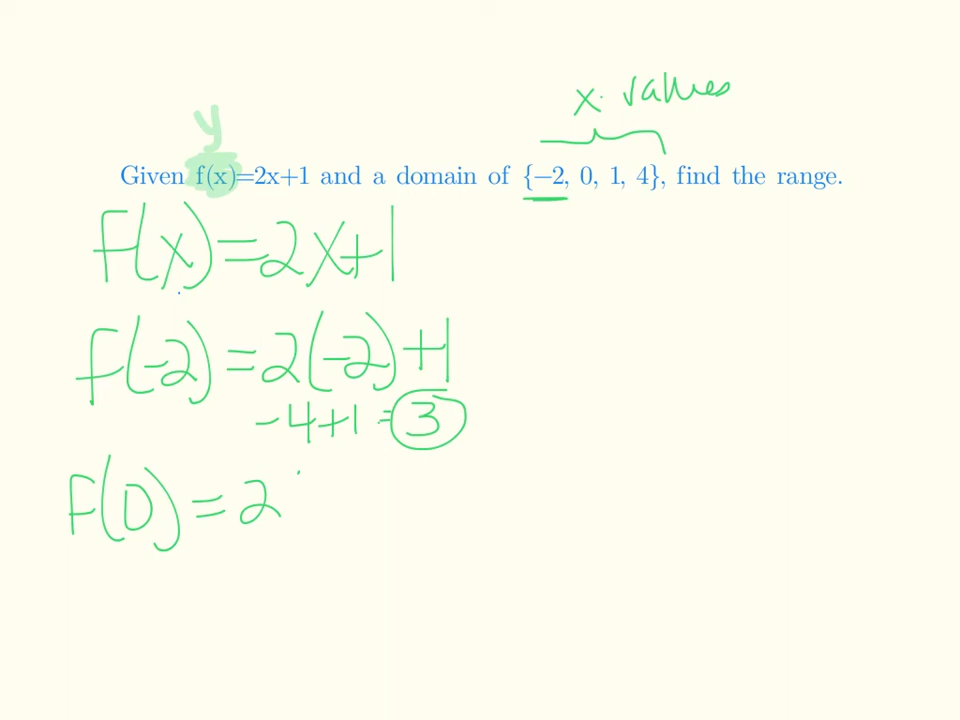 x values
y
Given f(x)=2x+1 and a domain of {−2, 0, 1, 4}, find the range.
F(x)=2x+1
F(-2)=2(-2)+1
-4+1=3
F(0)=2